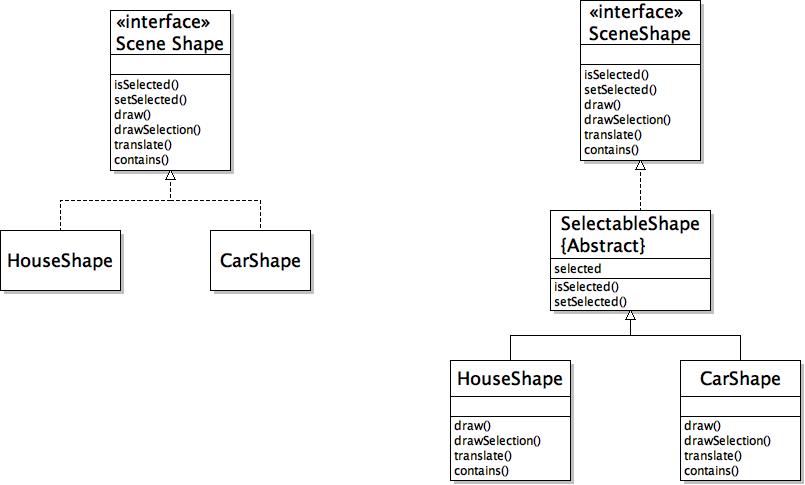 «interface»
Scene Shape
isSelected()
setSelected()
draw()
drawSelection()
translate()
contains()
HouseShape
CarShape
«interface»
SceneShape
isSelected()
setSelected()
draw()
drawSelection()
translate()
contains()
SelectableShape
{Abstract}
selected
isSelected()
setSelected()
HouseShape
draw()
drawSelection()
translate()
contains()
CarShape
draw()
drawSelection()
translate()
contains()